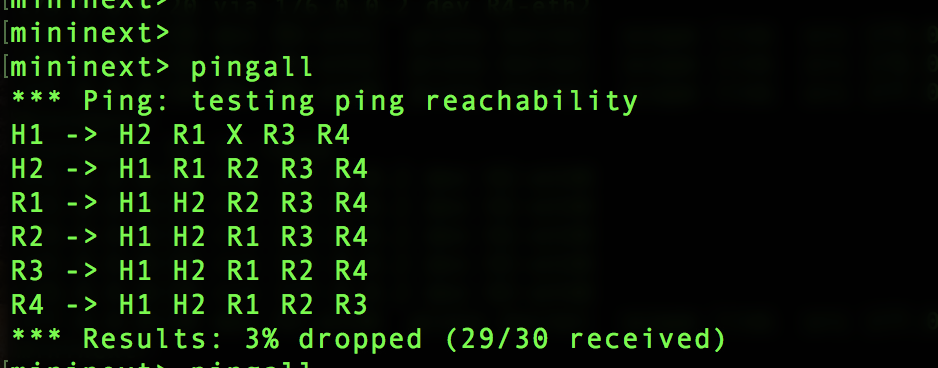 mininext>
[mininext>
[mininext> pingall
*** Ping: testing ping reachability
H1 -> H2 R1 X R3 R4
H2 -> H1 R1 R2 R3 R4
R1 -> H1 H2 R2 R3 R4
R2 -> H1 H2 R1 R3 R4
R3 -> H1 H2 R1 R2 R4
R4 -> H1 H2 R1 R2 R3
*** Results: 3% dropped (29/30 received)
mininext> pingall